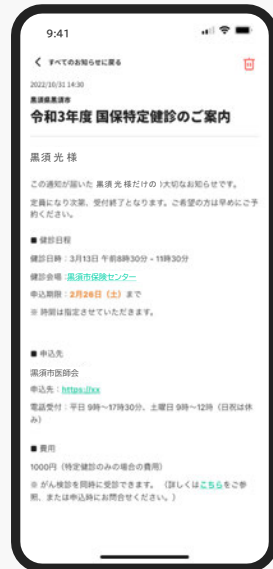 9:41
すべてのお知らせに戻る
2022/10/31 14:30
黒須県黒須市
令和3年度 国保特定健診のご案内
黒須 光 様
この通知が届いた 黒須 光 様だけの 大切なお知らせです。
定員になり次第、受付終了となります。ご希望の方は早めにご予
約ください。
■ 健診日程
健診日時：3月13日 午前8時30分 - 11時30分
健診会場：黒須市保険センター
申込期限：2月26日（土）まで
※ 時間は指定させていただきます。
■ 申込先
黒須市医師会
申込先：https://xx
電話受付：平日 9時〜17時30分、土曜日 9時〜12時（日祝は休
み）
■ 費用
1000円（特定健診のみの場合の費用）
※ がん検診を同時に受診できます。（詳しくはこちらをご参
照、または申込時にお問合せください。）